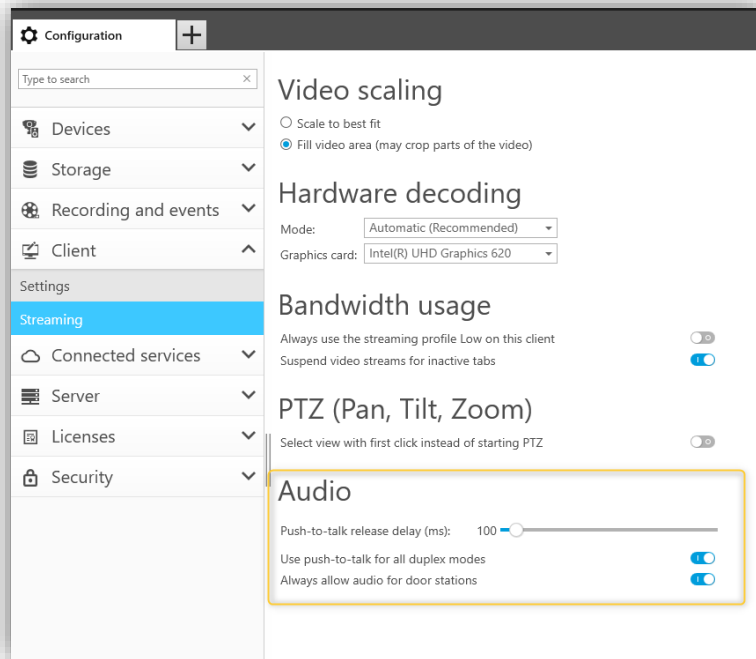 Configuration
Type to search
Devices
Storage
Recording and events
Client
Settings
Streaming
Connected services
Server
Licenses
Security
Video scaling
Scale to best fit
Fill video area (may crop parts of the video)
Hardware decoding
Mode: Automatic (Recommended)
Graphics card: Intel(R) UHD Graphics 620
Bandwidth usage
Always use the streaming profile Low on this client
Suspend video streams for inactive tabs
PTZ (Pan, Tilt, Zoom)
Select view with first click instead of starting PTZ
Audio
Push-to-talk release delay (ms): 100
Use push-to-talk for all duplex modes
Always allow audio for door stations